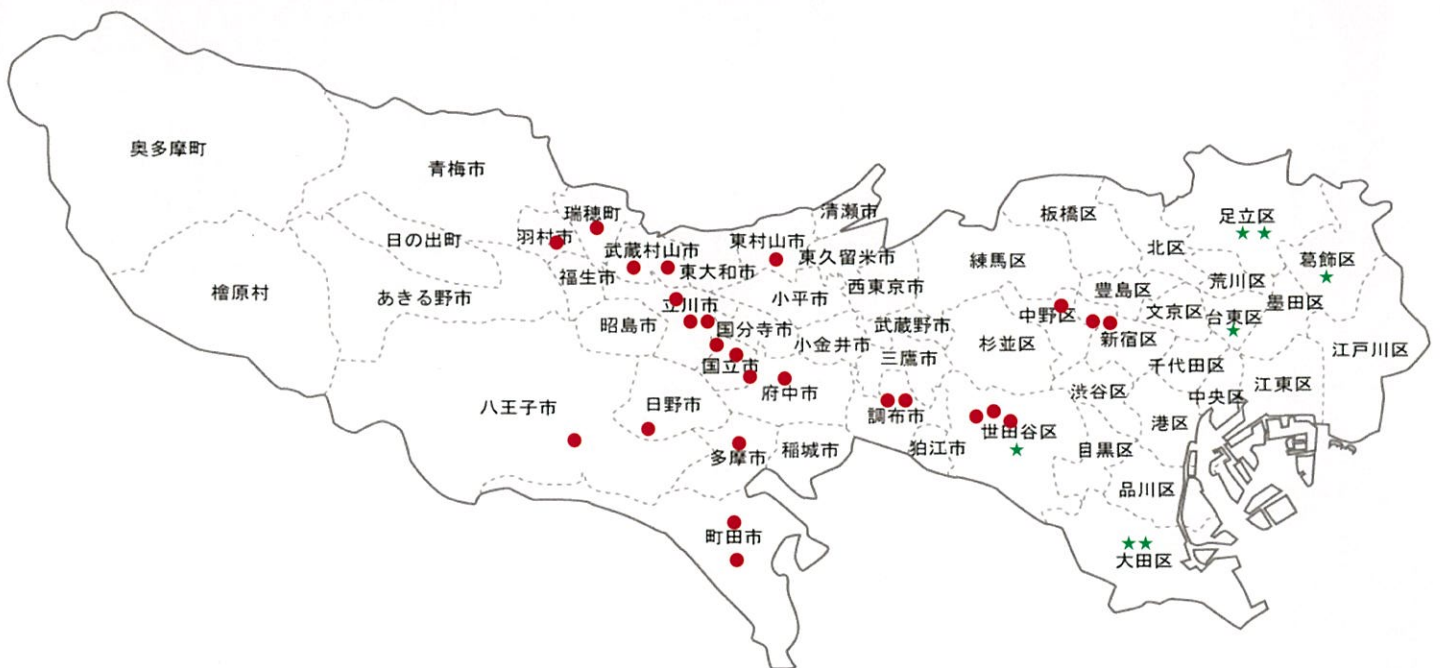 奥多摩町
青梅市
瑞穂町
清瀬市
板橋区
足立区
羽村市
日の出町
武蔵村山市
東村山市
東久留米市
練馬区
北区
葛飾区
福生市
東大和市
檜原村
あきる野市
立川市
小平市
西東京市
豊島区
荒川区
墨田区
昭島市
国分寺市
武蔵野市
中野区
文京区
台東区
小金井市
三鷹市
杉並区
新宿区
江戸川区
国立市
千代田区
八王子市
日野市
府中市
渋谷区
中央区
江東区
調布市
世田谷区
港区
多摩市
稲城市
狛江市
目黒区
品川区
町田市
大田区